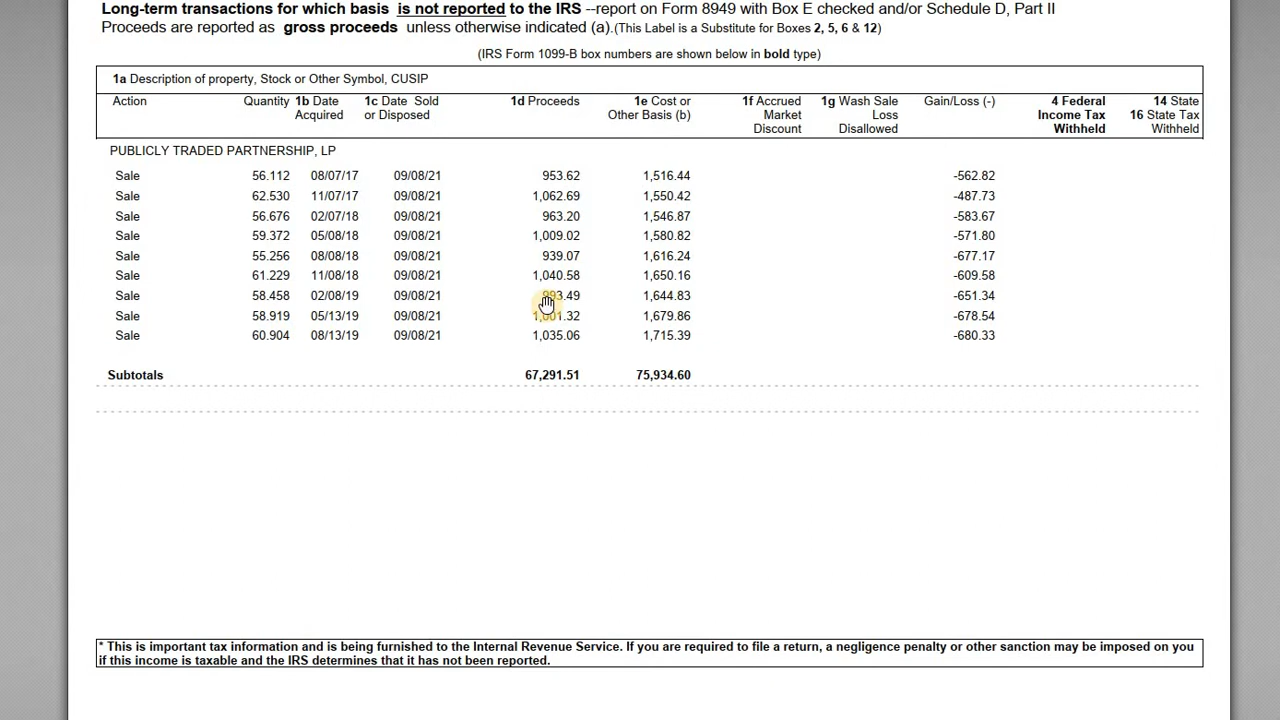 Long-term transactions for which basis is not reported to the IRS --report on Form 8949 with Box E checked and/or Schedule D, Part II
Proceeds are reported as gross proceeds unless otherwise indicated (a).(This Label is a Substitute for Boxes 2, 5, 6 & 12)
(IRS Form 1099-B box numbers are shown below in bold type)
1a Description of property, Stock or Other Symbol, CUSIP
Action Quantity 1b Date 1c Date Sold 1d Proceeds 1e Cost or 1f Accrued 1g Wash Sale Gain/Loss (-) 4 Federal 14 State
Acquired or Disposed Other Basis (b) Market Loss Income Tax 16 State Tax
Discount Disallowed Withheld Withheld
PUBLICLY TRADED PARTNERSHIP, LP
Sale 56.112 08/07/17 09/08/21 953.62 1,516.44 -562.82
Sale 62.530 11/07/17 09/08/21 1,062.69 1,550.42 -487.73
Sale 56.676 02/07/18 09/08/21 963.20 1,546.87 -583.67
Sale 59.372 05/08/18 09/08/21 1,009.02 1,580.82 -571.80
Sale 55.256 08/08/18 09/08/21 939.07 1,616.24 -677.17
Sale 61.229 11/08/18 09/08/21 1,040.58 1,650.16 -609.58
Sale 58.458 02/08/19 09/08/21 993.49 1,644.83 -651.34
Sale 58.919 05/13/19 09/08/21 1,001.32 1,679.86 -678.54
Sale 60.904 08/13/19 09/08/21 1,035.06 1,715.39 -680.33
Subtotals 67,291.51 75,934.60
* This is important tax information and is being furnished to the Internal Revenue Service. If you are required to file a return, a negligence penalty or other sanction may be imposed on you
if this income is taxable and the IRS determines that it has not been reported.